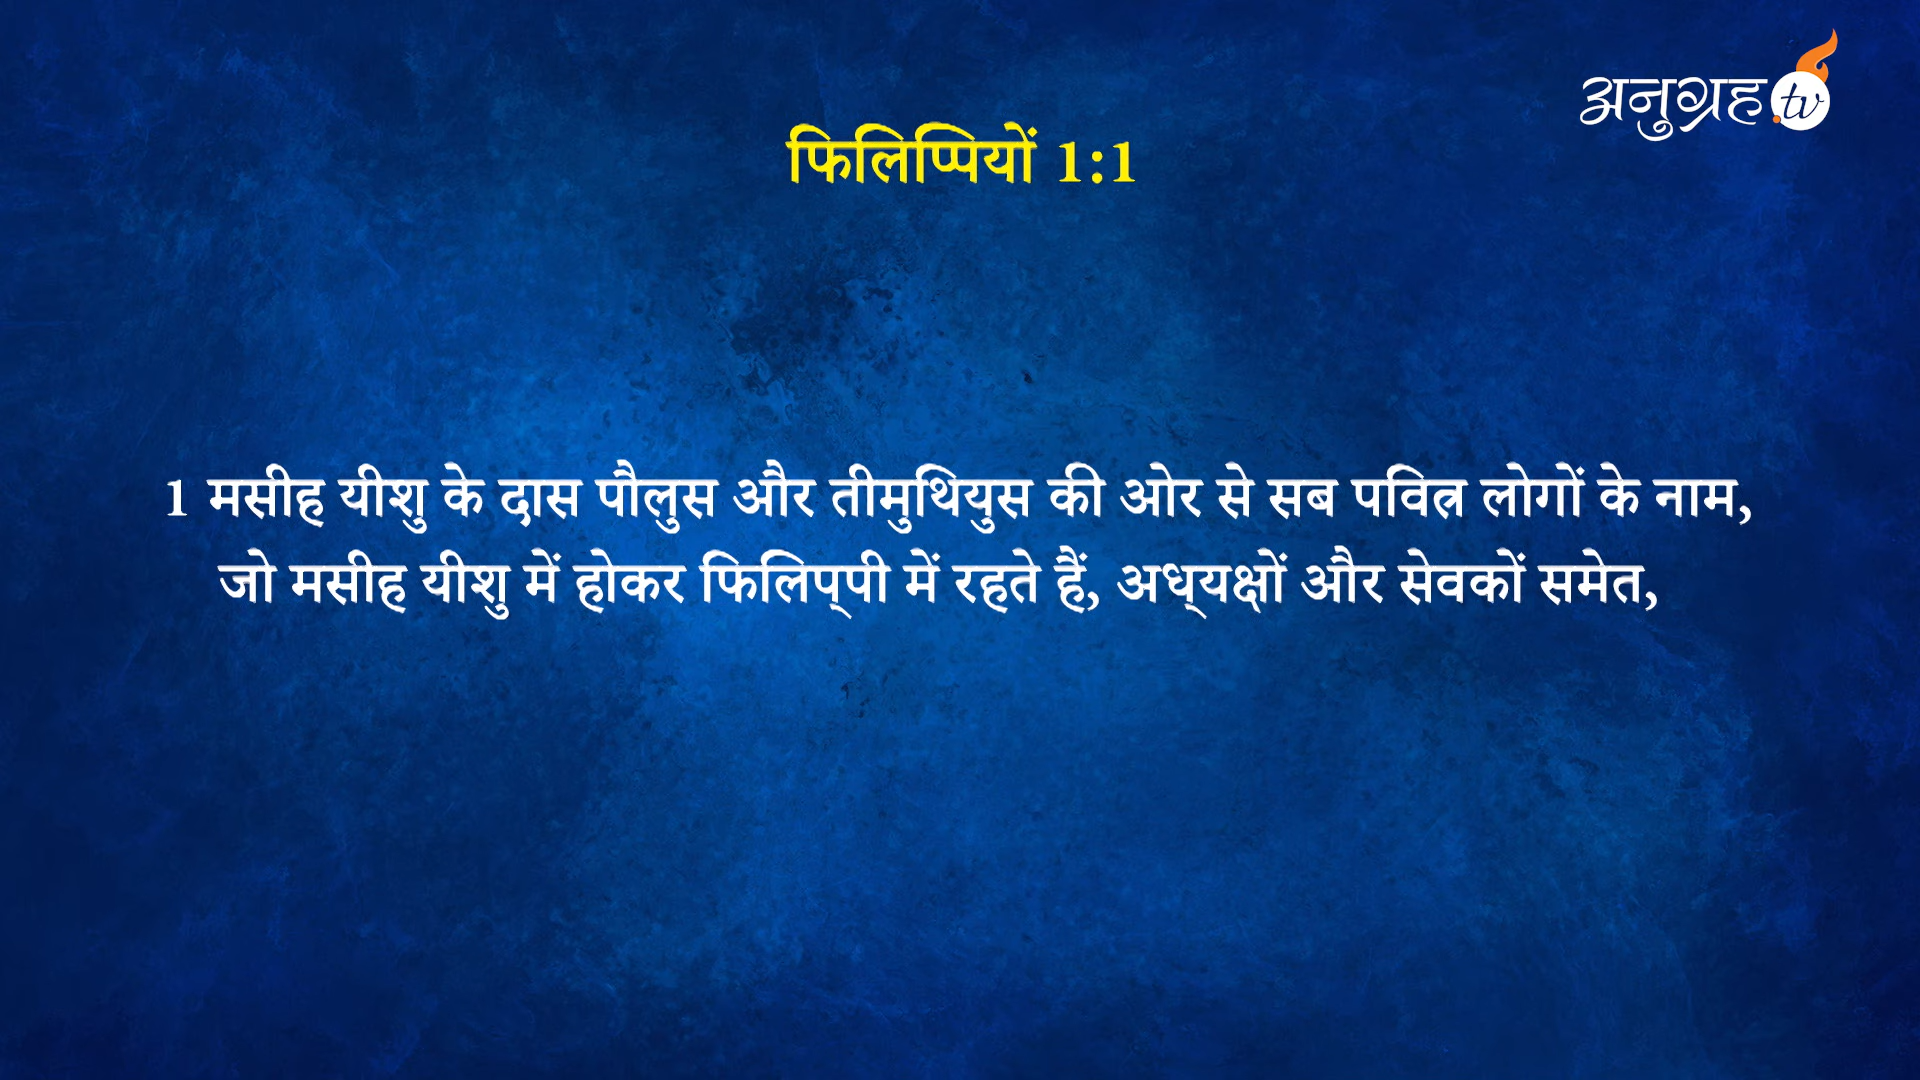 अनुग्रह.tv
फिलिप्पियों 1:1
1 मसीह यीशु के दास पौलुस और तीमुथियुस की ओर से सब पवित्र लोगों के नाम,
जो मसीह यीशु में होकर फिलिप्‌पी में रहते हैं, अध्‌यक्षों और सेवकों समेत,